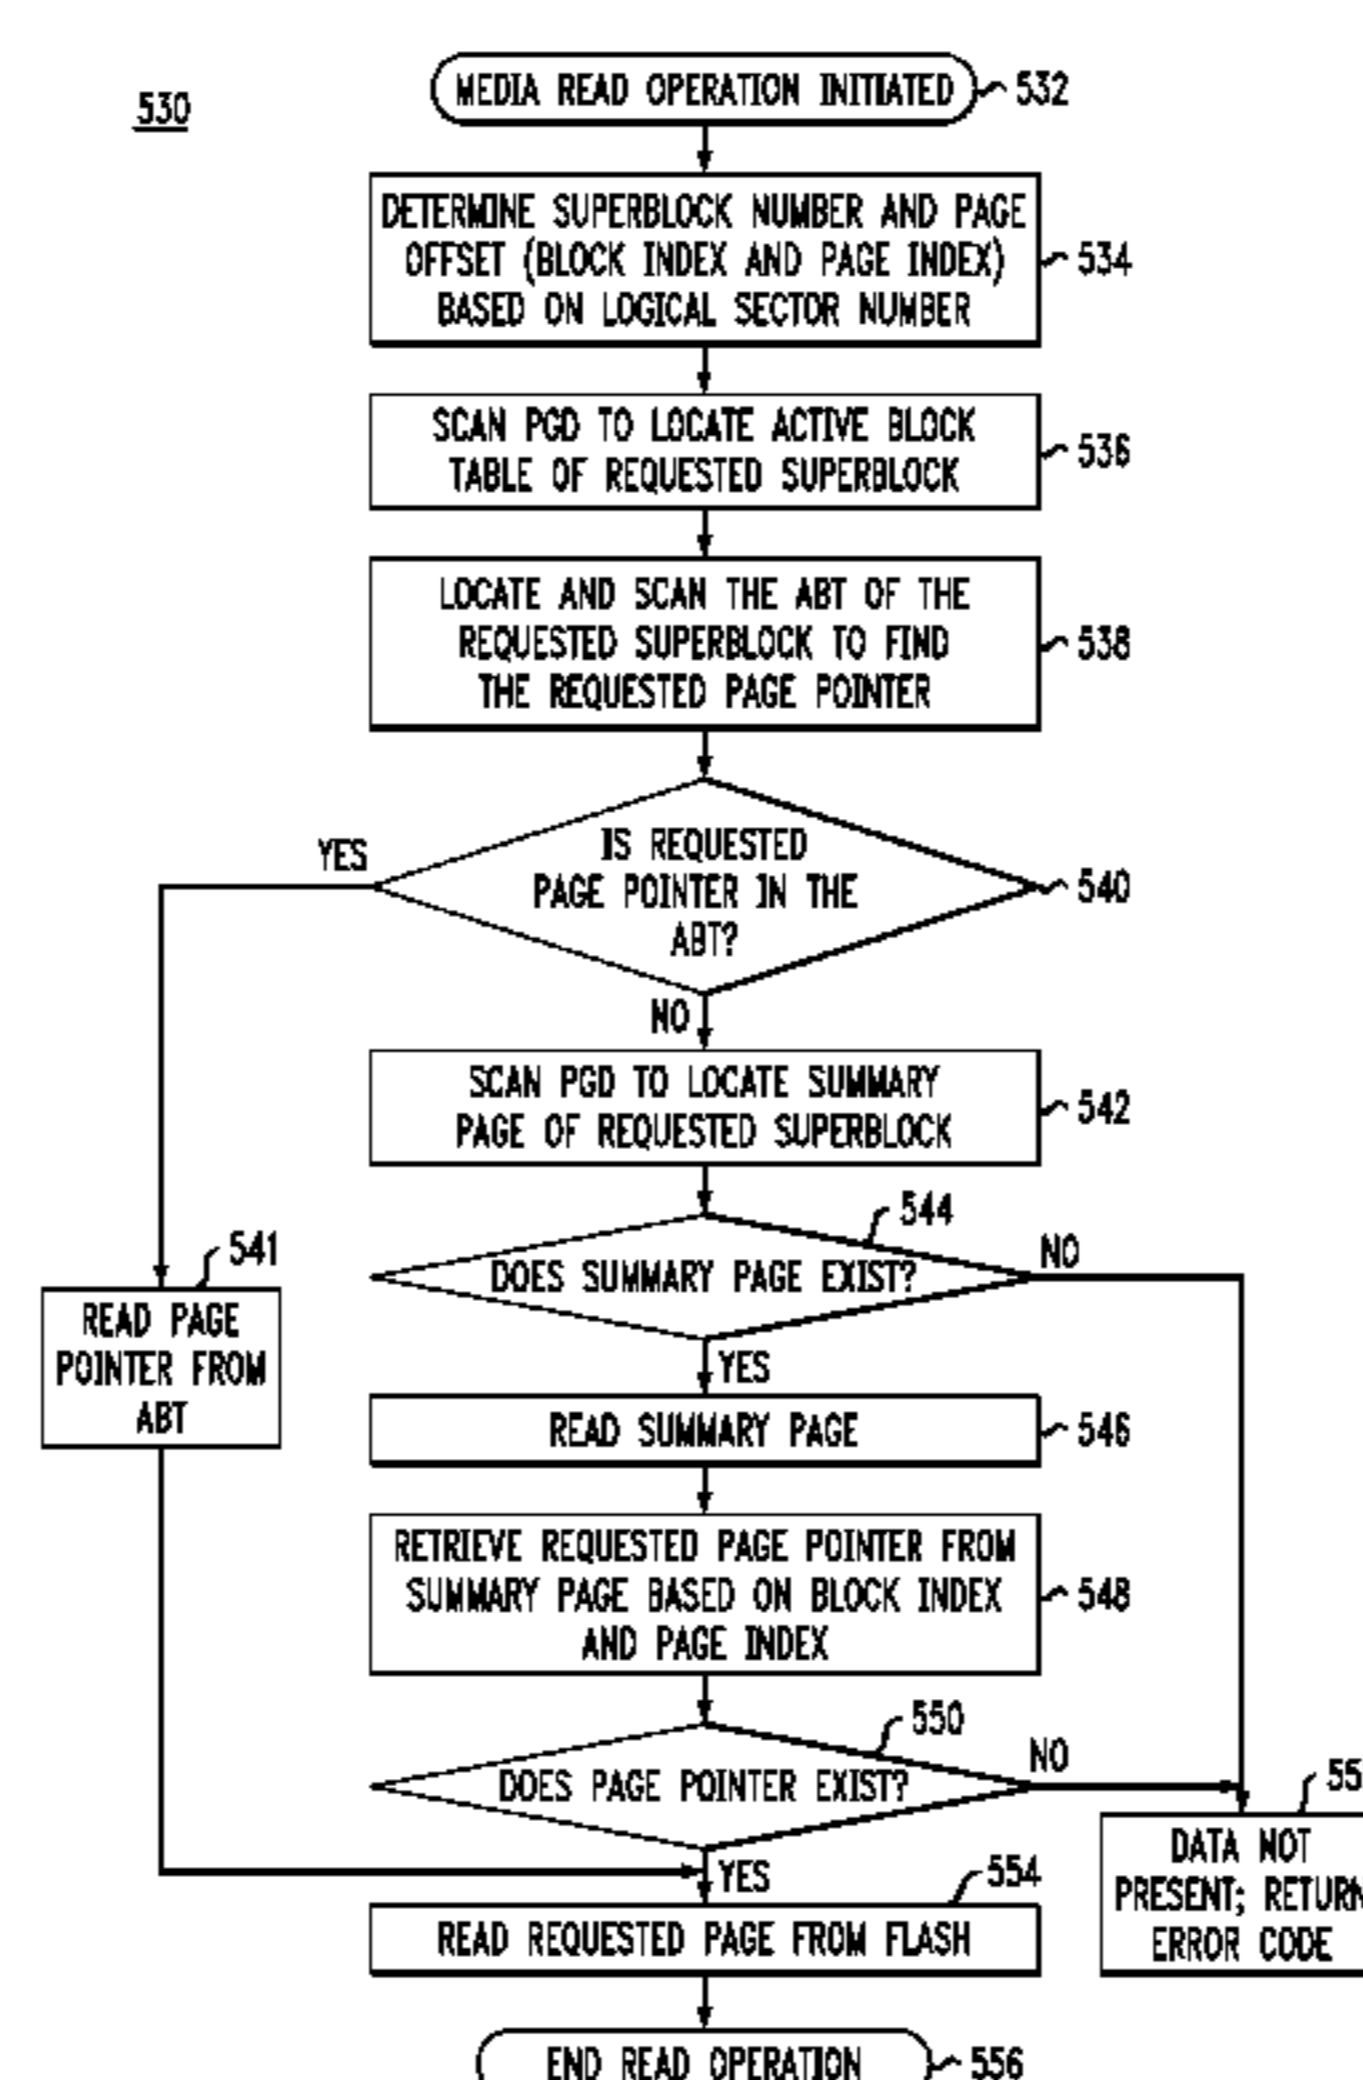 530
MEDIA READ OPERATION INITIATED
532
DETERMINE SUPERBLOCK NUMBER AND PAGE
OFFSET (BLOCK INDEX AND PAGE INDEX)
BASED ON LOGICAL SECTOR NUMBER
534
SCAN PGD TO LOCATE ACTIVE BLOCK
TABLE OF REQUESTED SUPERBLOCK
536
LOCATE AND SCAN THE ABT OF THE
REQUESTED SUPERBLOCK TO FIND
THE REQUESTED PAGE POINTER
538
YES
IS REQUESTED
PAGE POINTER IN THE
ABT?
540
NO
SCAN PGD TO LOCATE SUMMARY
PAGE OF REQUESTED SUPERBLOCK
542
544
DOES SUMMARY PAGE EXIST?
NO
541
READ PAGE
POINTER FROM
ABT
YES
READ SUMMARY PAGE
546
RETRIEVE REQUESTED PAGE POINTER FROM
SUMMARY PAGE BASED ON BLOCK INDEX
AND PAGE INDEX
548
550
DOES PAGE POINTER EXIST?
NO
55
DATA NOT
PRESENT; RETURN
ERROR CODE
YES
554
READ REQUESTED PAGE FROM FLASH
END READ OPERATION
556